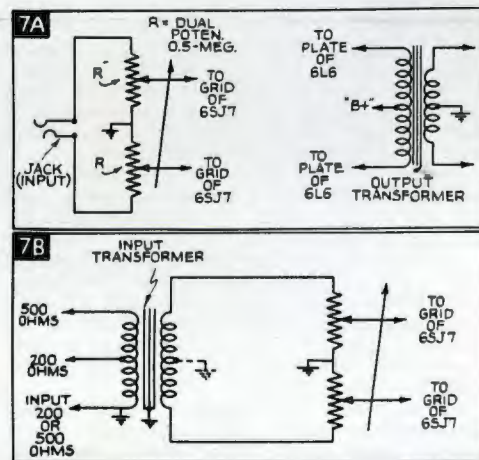 7A
R = DUAL
POTEN.
0.5-MEG.
R
TO
GRID
OF
6SJ7
JACK
(INPUT)
R
TO
GRID
OF
6SJ7
TO
PLATE
OF
6L6
"B+"
TO
PLATE
OF
6L6
OUTPUT
TRANSFORMER
7B
INPUT
TRANSFORMER
500
OHMS
200
OHMS
INPUT
200
OR
500
OHMS
TO
GRID
OF
6SJ7
TO
GRID
OF
6SJ7